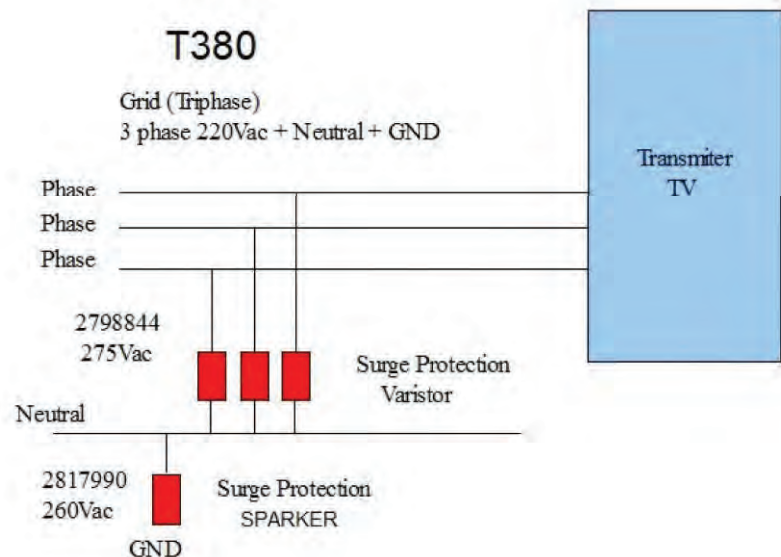 T380
Grid (Triphase)
3 phase 220Vac + Neutral + GND
Transmiter
TV
Phase
Phase
Phase
2798844
275Vac
Surge Protection
Varistor
Neutral
2817990
260Vac
Surge Protection
SPARKER
GND